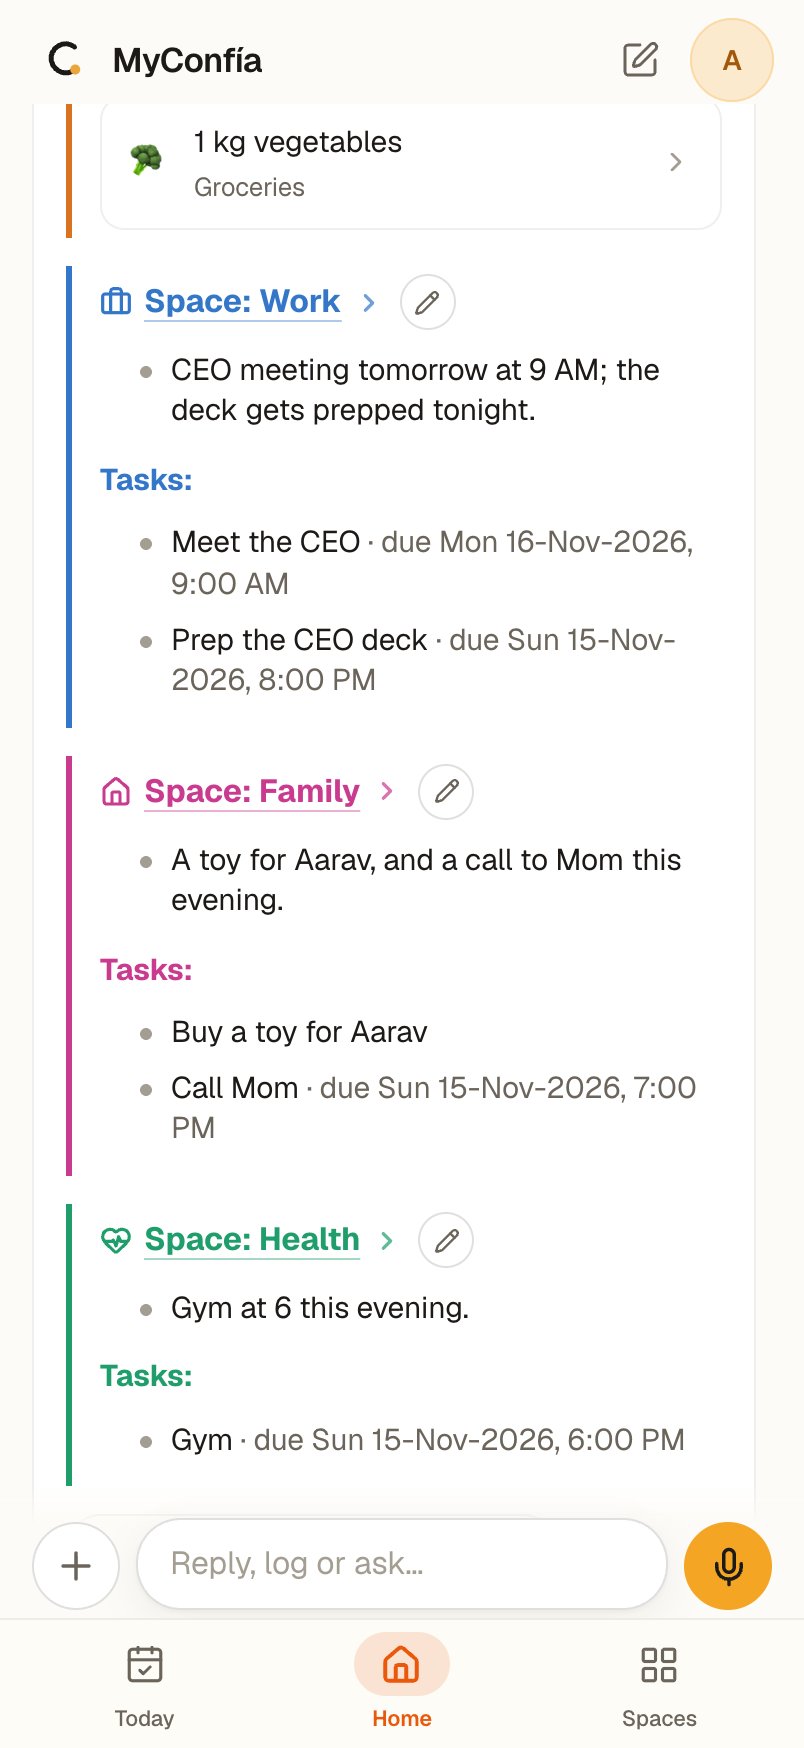 MyConfía
A
1 kg vegetables
Groceries
Space: Work
CEO meeting tomorrow at 9 AM; the
deck gets prepped tonight.
Tasks:
Meet the CEO · due Mon 16-Nov-2026,
9:00 AM
Prep the CEO deck · due Sun 15-Nov-
2026, 8:00 PM
Space: Family
A toy for Aarav, and a call to Mom this
evening.
Tasks:
Buy a toy for Aarav
Call Mom · due Sun 15-Nov-2026, 7:00
PM
Space: Health
Gym at 6 this evening.
Tasks:
Gym · due Sun 15-Nov-2026, 6:00 PM
Reply, log or ask...
Today
Home
Spaces